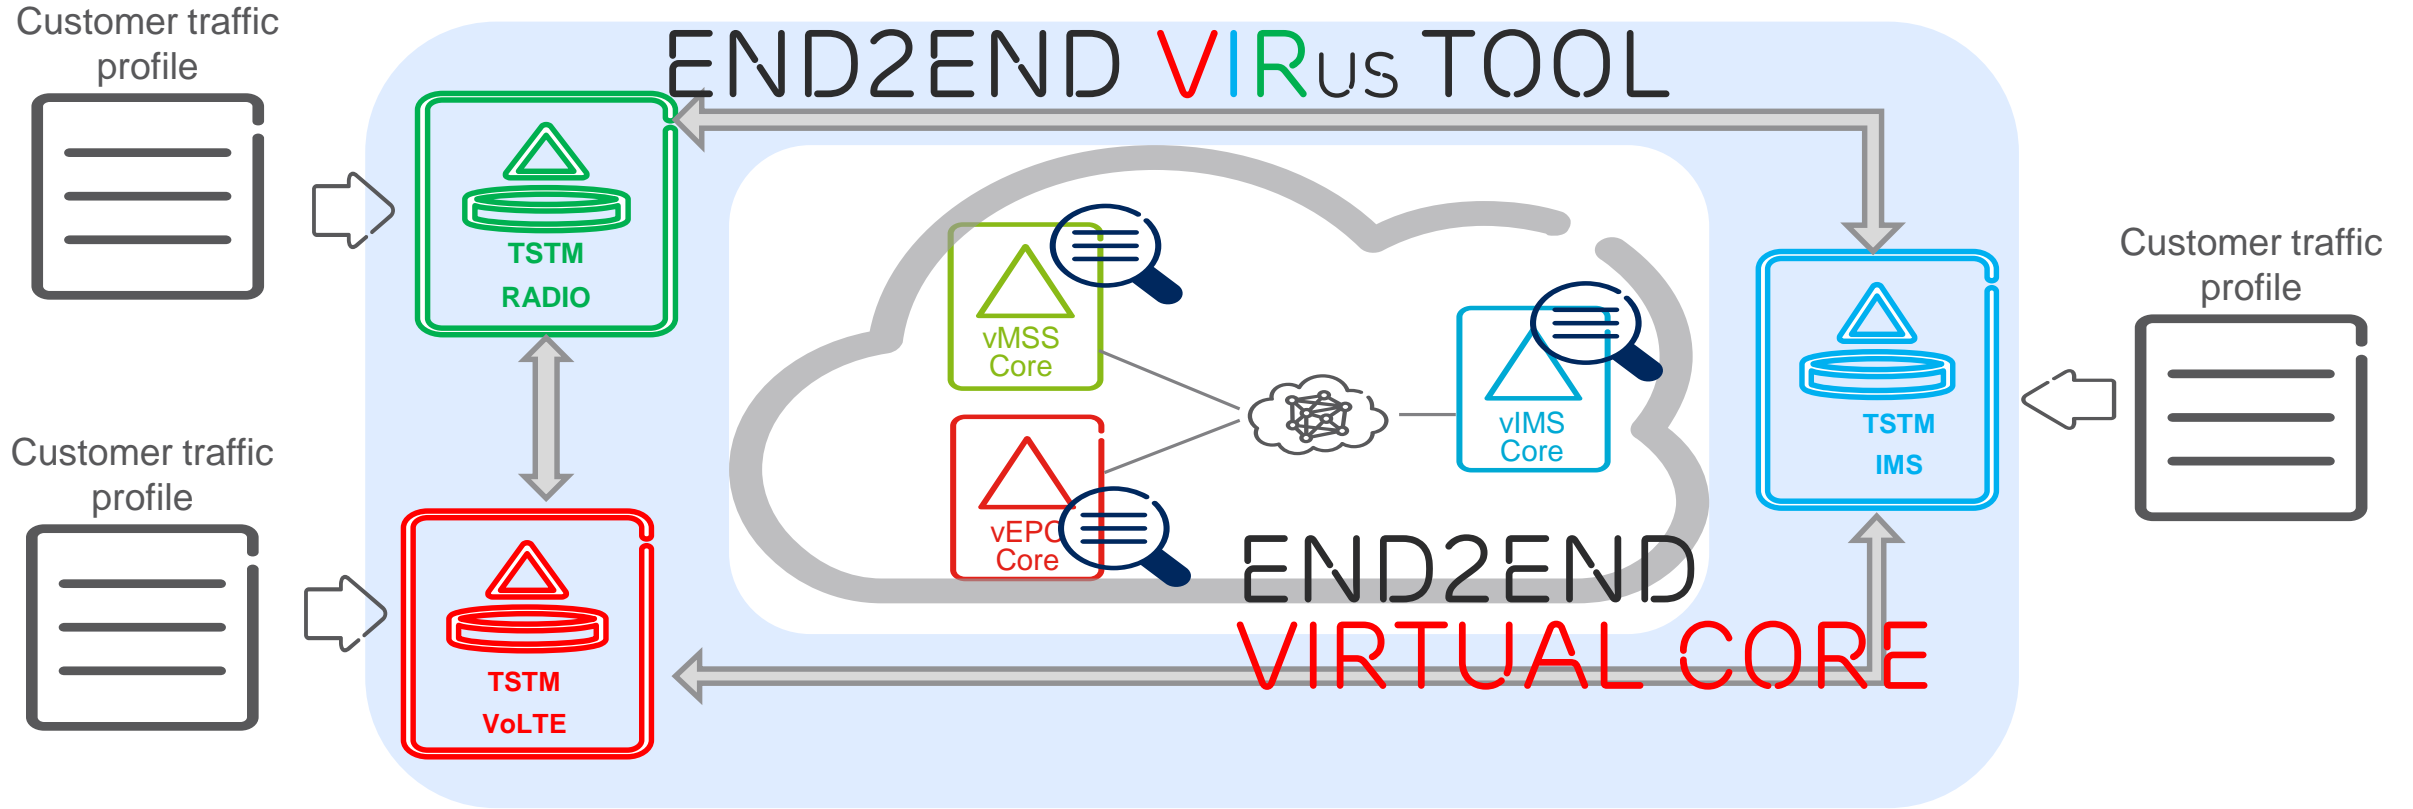 Customer traffic
profile
END2END VIRus TOOL
TSTM
RADIO
vMSS
Core
vIMS
Core
Customer traffic
profile
TSTM
IMS
Customer traffic
profile
vEPC
Core
END2END
VIRTUAL CORE
TSTM
VoLTE